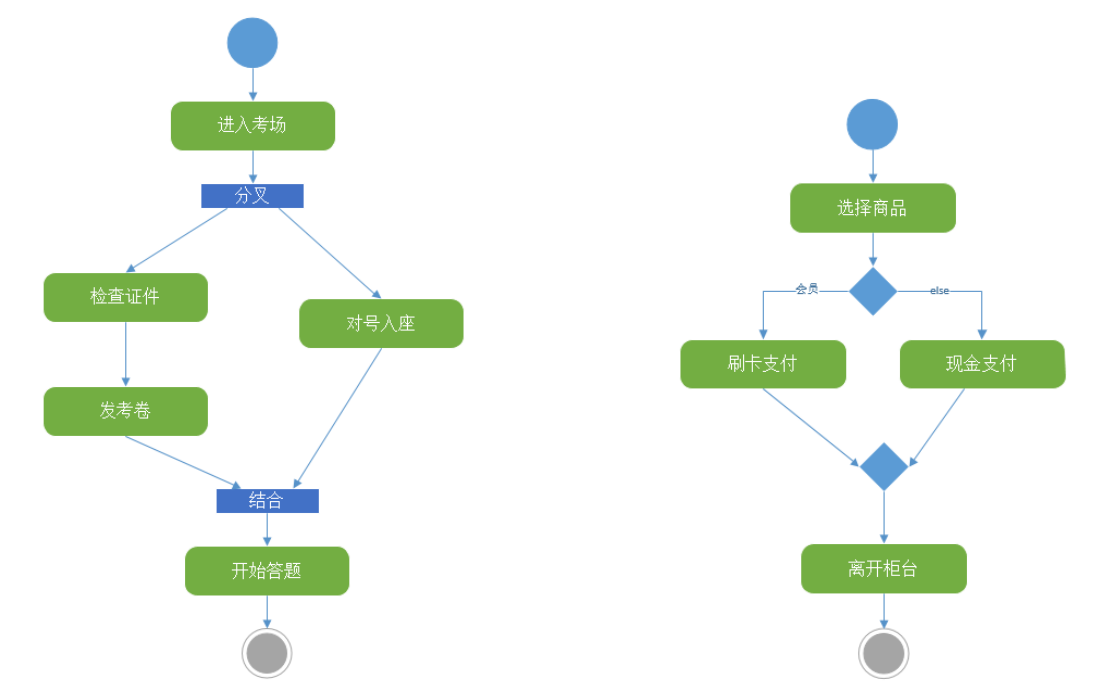 进入考场
分叉
检查证件
对号入座
发考卷
结合
开始答题
选择商品
会员
else
刷卡支付
现金支付
离开柜台